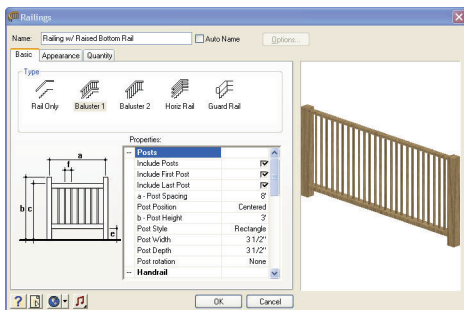 Railings
Name: Railing w/ Raised Bottom Rail Auto Name Options...
Basic Appearance Quantity
Type
Rail Only Baluster 1 Baluster 2 Horiz Rail Guard Rail
Properties:
Posts
Include Posts
Include First Post
Include Last Post
a - Post Spacing 8'
Post Position Centered
b - Post Height 3'
Post Style Rectangle
Post Width 3 1/2"
Post Depth 3 1/2"
Post rotation None
Handrail
a
f
b c
e
OK Cancel